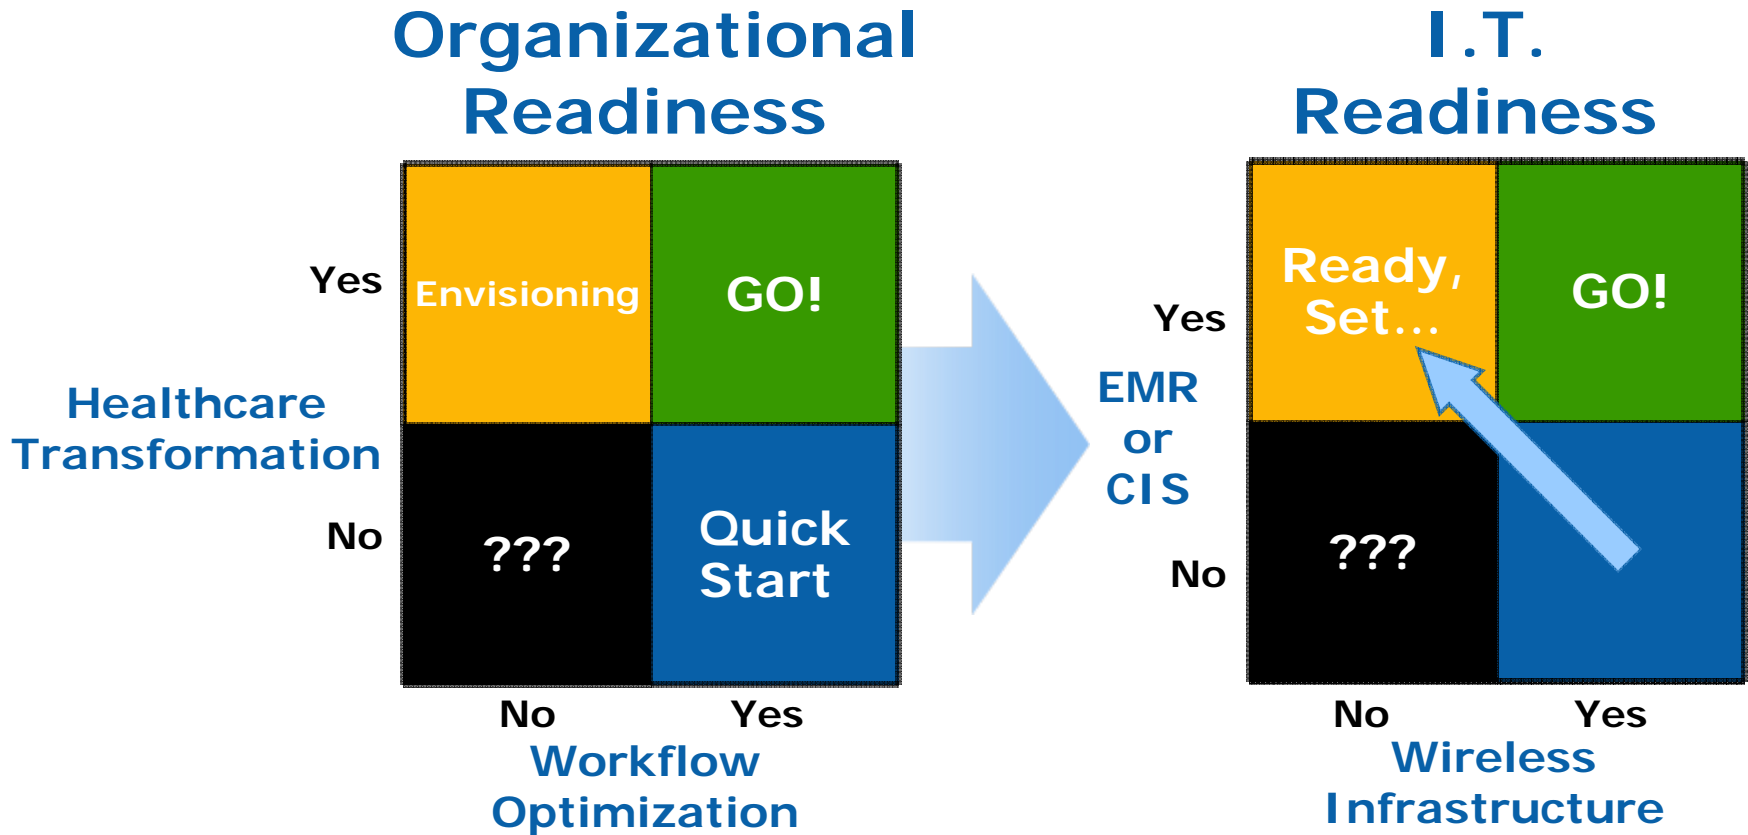 Organizational
Readiness
Yes
Envisioning
GO!
Healthcare
Transformation
No
???
Quick
Start
No
Yes
Workflow
Optimization
I.T.
Readiness
Ready,
Set...
GO!
Yes
EMR
or
CIS
No
???
No
Yes
Wireless
Infrastructure